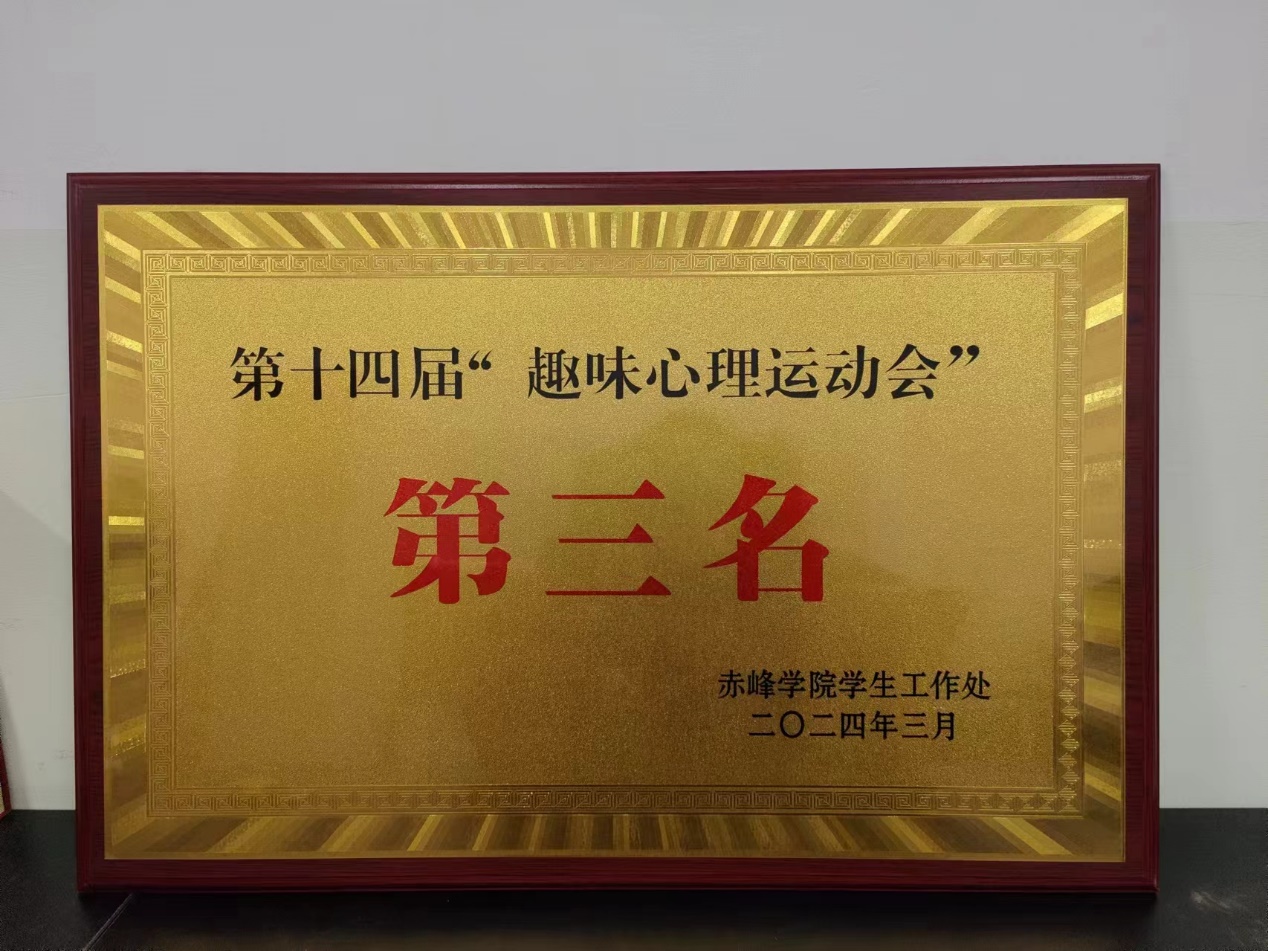 第十四届“趣味心理运动会”
第三名
赤峰学院学生工作处
二〇二四年三月